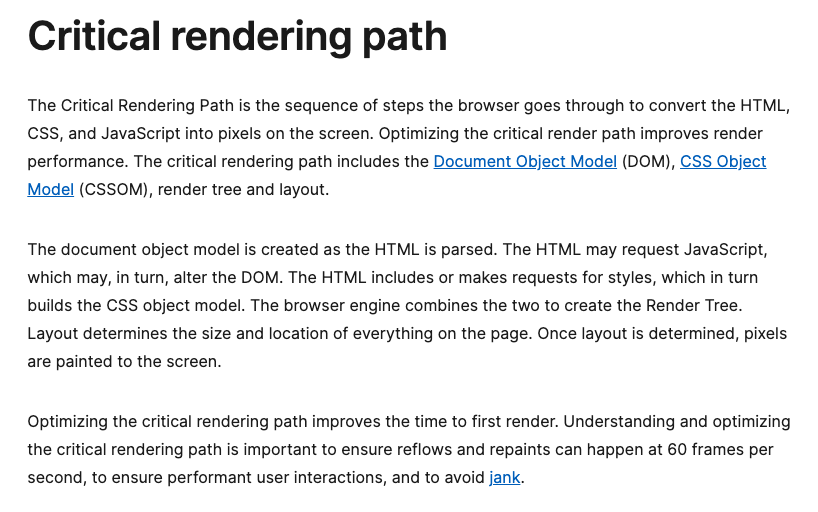 Critical rendering path
The Critical Rendering Path is the sequence of steps the browser goes through to convert the HTML,
CSS, and JavaScript into pixels on the screen. Optimizing the critical render path improves render
performance. The critical rendering path includes the Document Object Model (DOM), CSS Object
Model (CSSOM), render tree and layout.
The document object model is created as the HTML is parsed. The HTML may request JavaScript,
which may, in turn, alter the DOM. The HTML includes or makes requests for styles, which in turn
builds the CSS object model. The browser engine combines the two to create the Render Tree.
Layout determines the size and location of everything on the page. Once layout is determined, pixels
are painted to the screen.
Optimizing the critical rendering path improves the time to first render. Understanding and optimizing
the critical rendering path is important to ensure reflows and repaints can happen at 60 frames per
second, to ensure performant user interactions, and to avoid jank.